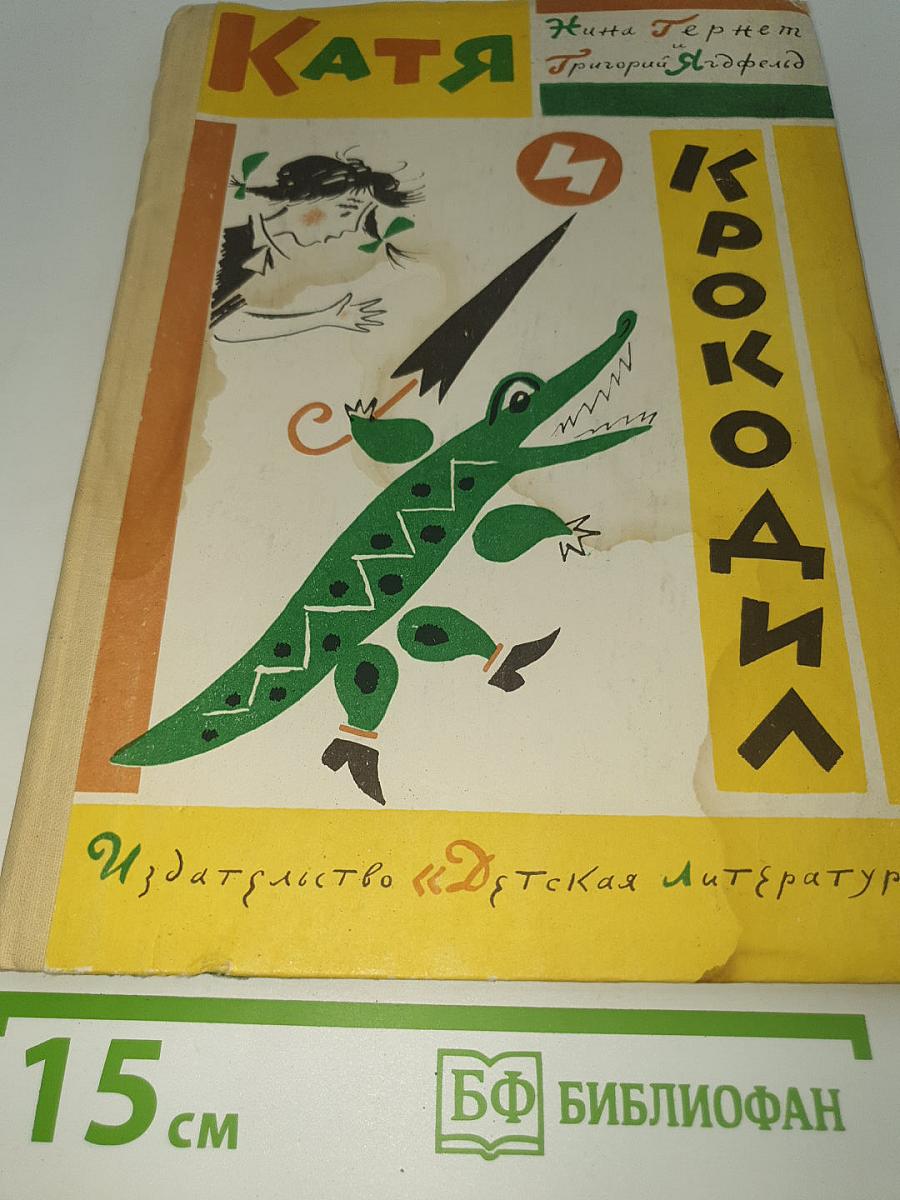 Катя
Нина Гернет
и
Григорий Ягдфельд
и
крокодил
Издательство «Детская Литератур
15 см
БФ БИБЛИОФАН